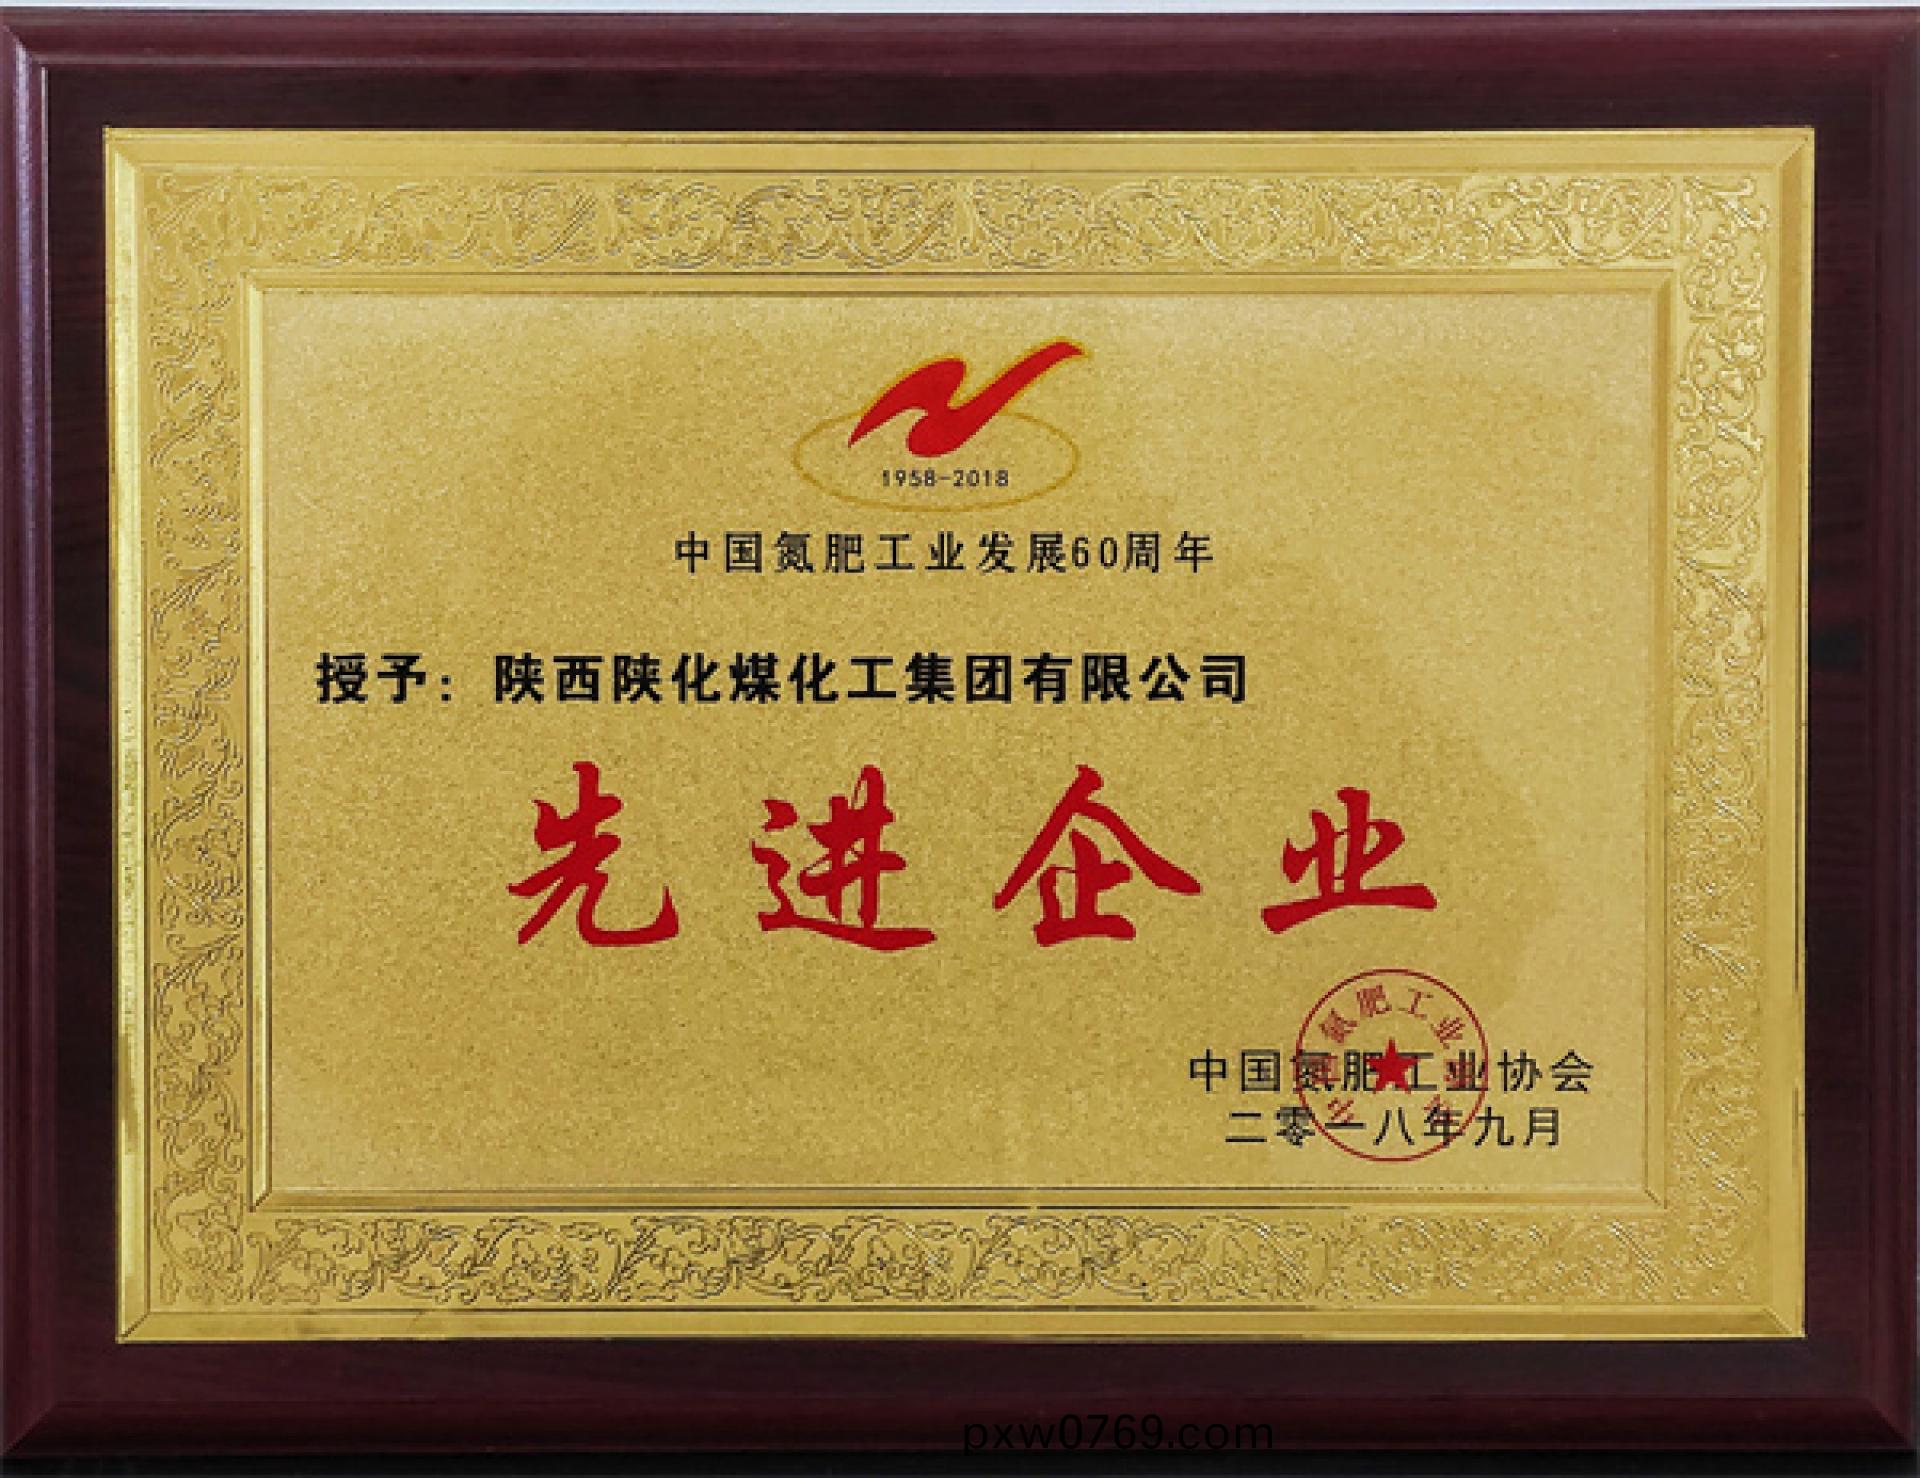 1958-2018
中国氮肥工业发展60周年
授予：陕西陕化煤化工集团有限公司
先进企业
中国氮肥工业协会
二零一八年九月
pxw0769.com